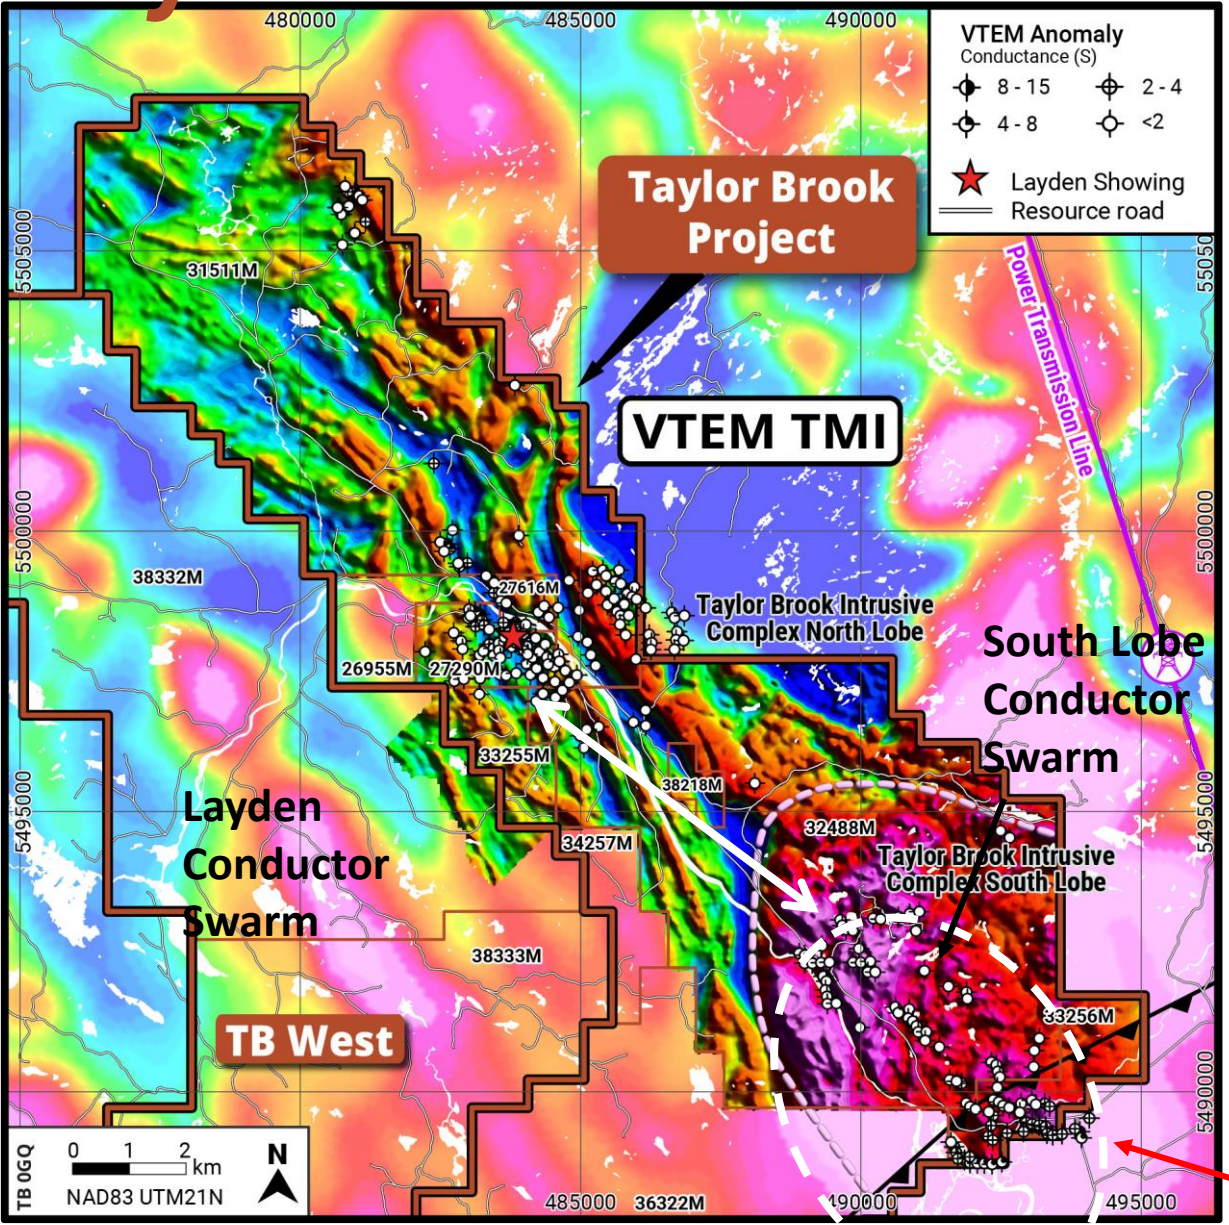 480000
485000
490000
VTEM Anomaly
Conductance (S)
8 - 15
2 - 4
4 - 8
<2
Layden Showing
Resource road
Taylor Brook
Project
5505000
31511M
Power Transmission Line
VTEM TMI
5500000
5500000
38332M
27616M
Taylor Brook Intrusive
Complex North Lobe
South Lobe
Conductor
Swarm
26955M
27290M
33255M
38218M
5495000
5495000
Layden
Conductor
Swarm
32488M
34257M
Taylor Brook Intrusive
Complex South Lobe
38333M
33256M
TB West
5490000
TB 0GQ
0 1 2 km
N
NAD83 UTM21N
485000
36322M
490000
495000